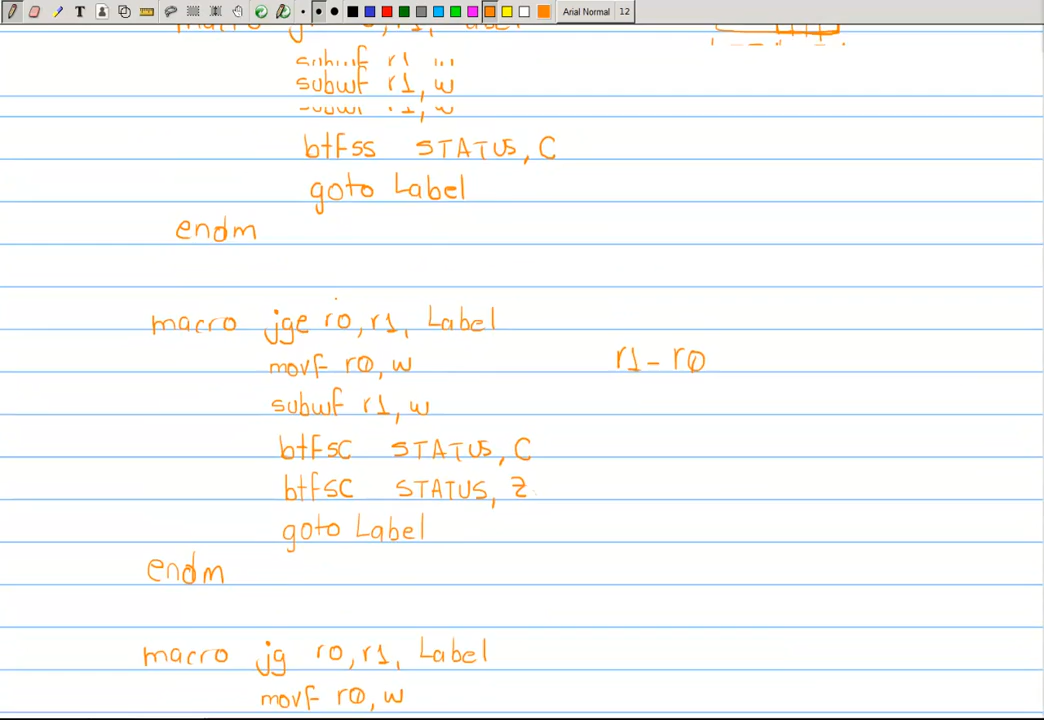 Arial Normal 12
subwf r1, w
btfss STATUS, C
goto Label
endm
macro jge r0, r1, Label
movf r0, w
r1 - r0
subwf r1, w
btfsc STATUS, C
btfsc STATUS, Z
goto Label
endm
macro jg r0, r1, Label
movf r0, w